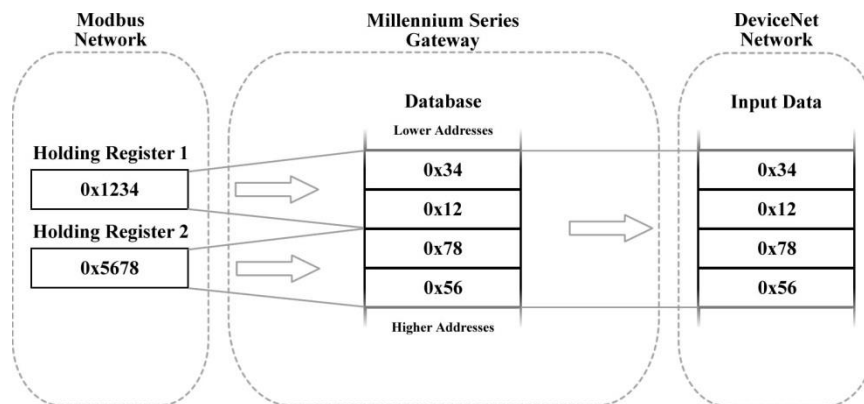 Modbus
Network
Millennium Series
Gateway
DeviceNet
Network
Database
Input Data
Lower Addresses
Holding Register 1
0x1234
Holding Register 2
0x5678
0x34
0x12
0x78
0x56
Higher Addresses
0x34
0x12
0x78
0x56